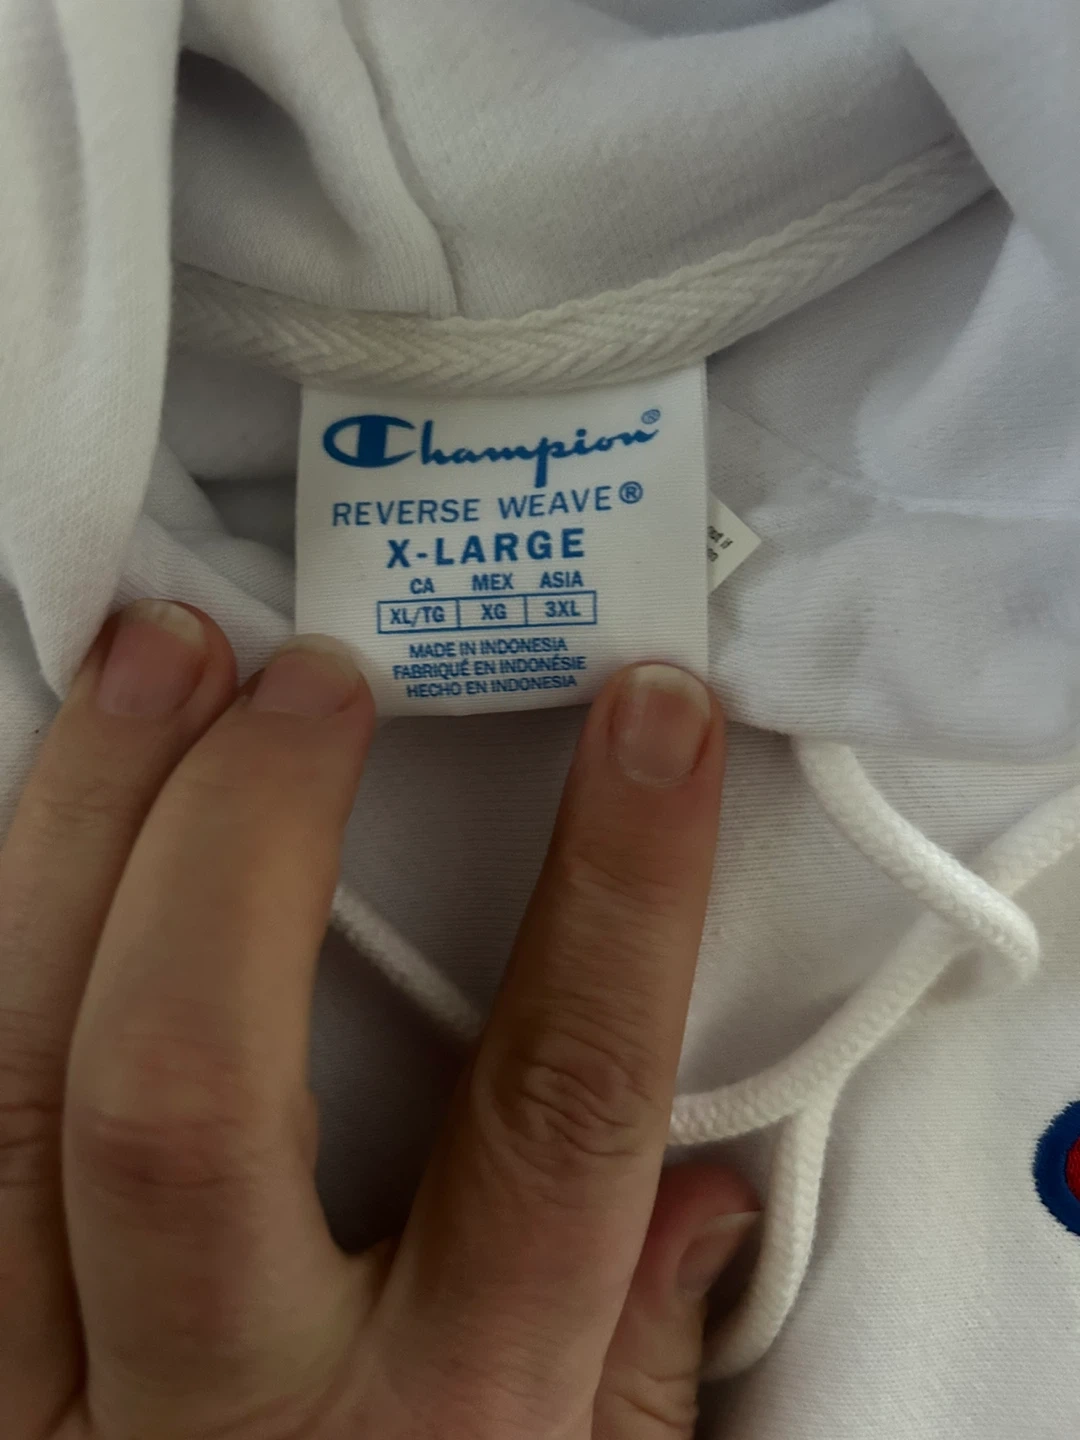 Champion®
REVERSE WEAVE®
X-LARGE
CA MEX ASIA
XL/TG XG 3XL
MADE IN INDONESIA
FABRIQUÉ EN INDONÉSIE
HECHO EN INDONESIA